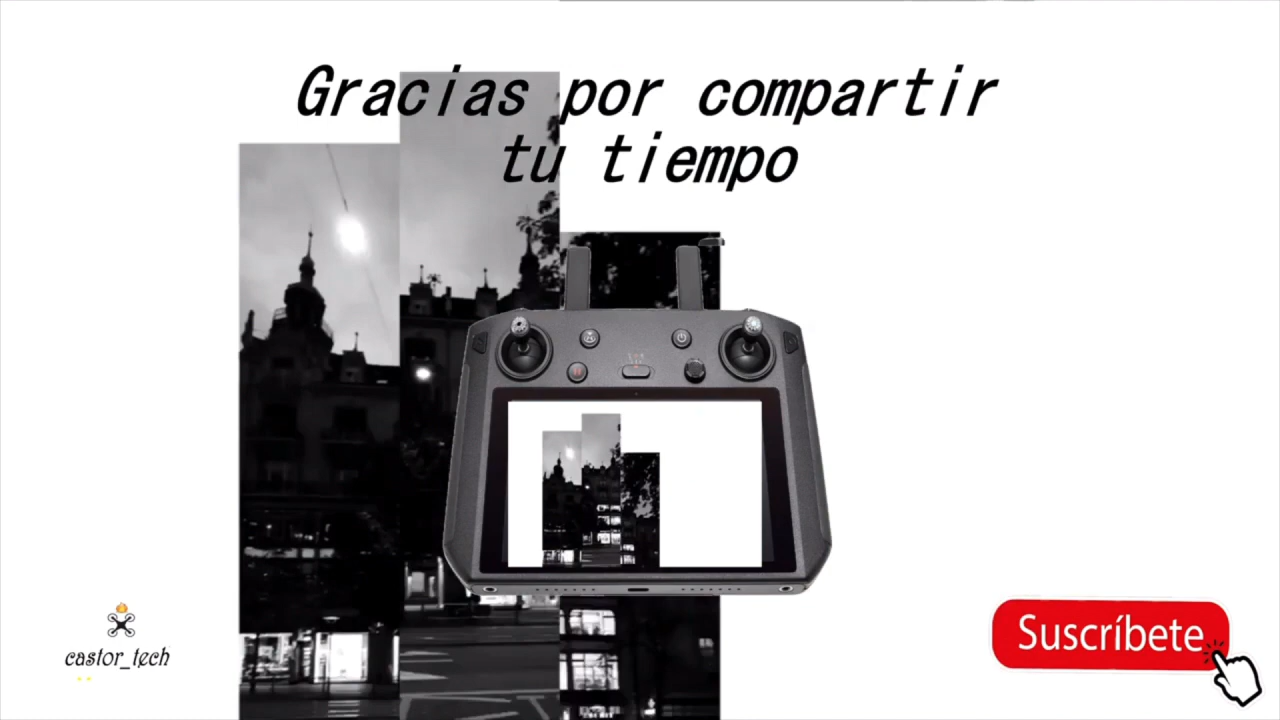 Gracias por compartir
tu tiempo
castor_tech
Suscríbete